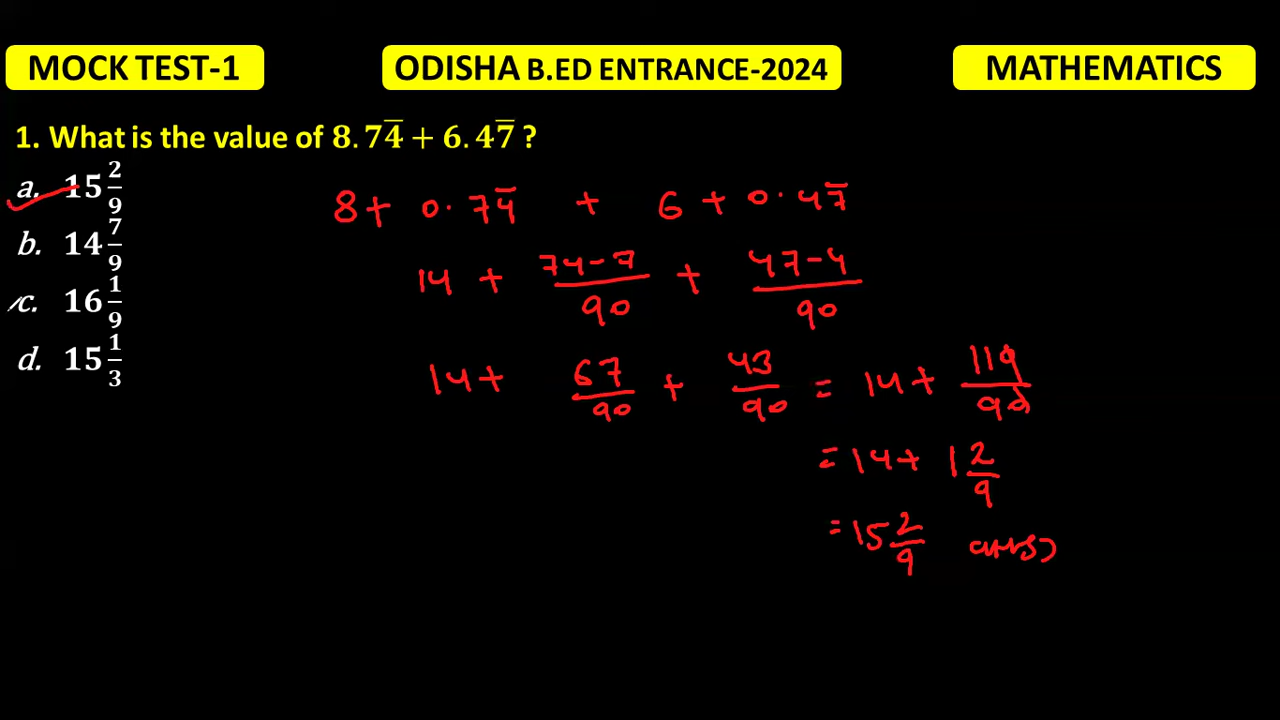 MOCK TEST-1
ODISHA B.ED ENTRANCE-2024
MATHEMATICS
1. What is the value of 8.74̅ + 6.47̅ ?
a. 15 2/9
b. 14 7/9
c. 16 1/9
d. 15 1/3
8 + 0.74̅ + 6 + 0.47̅
14 + 74-7/90 + 47-4/90
14 + 67/90 + 43/90 = 14 + 110/90
= 14 + 1 2/9
= 15 2/9 ans)